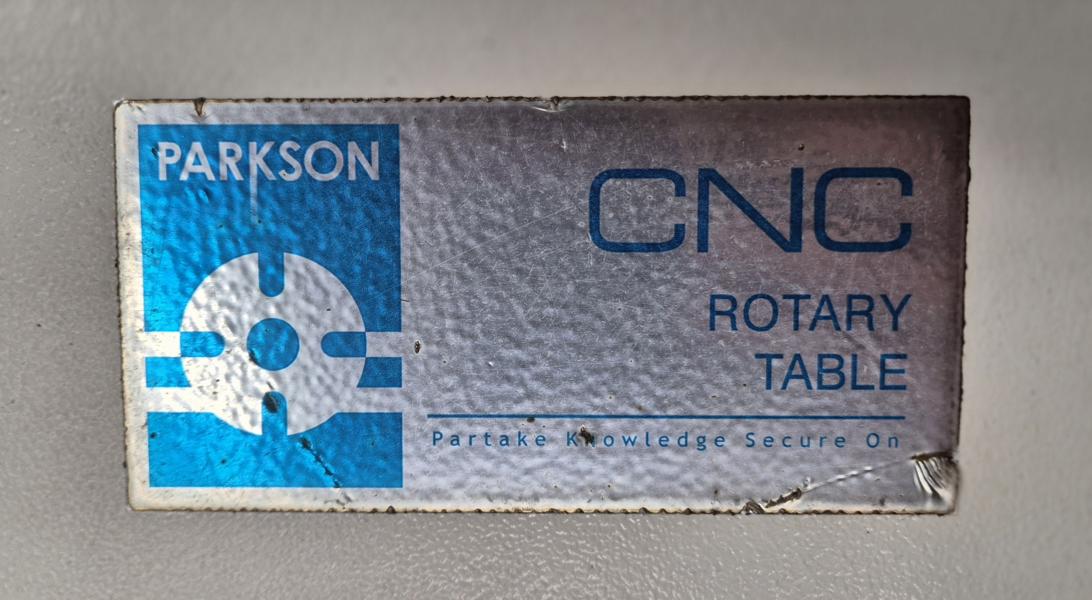 PARKSON
CNC
ROTARY
TABLE
Partake Knowledge Secure On